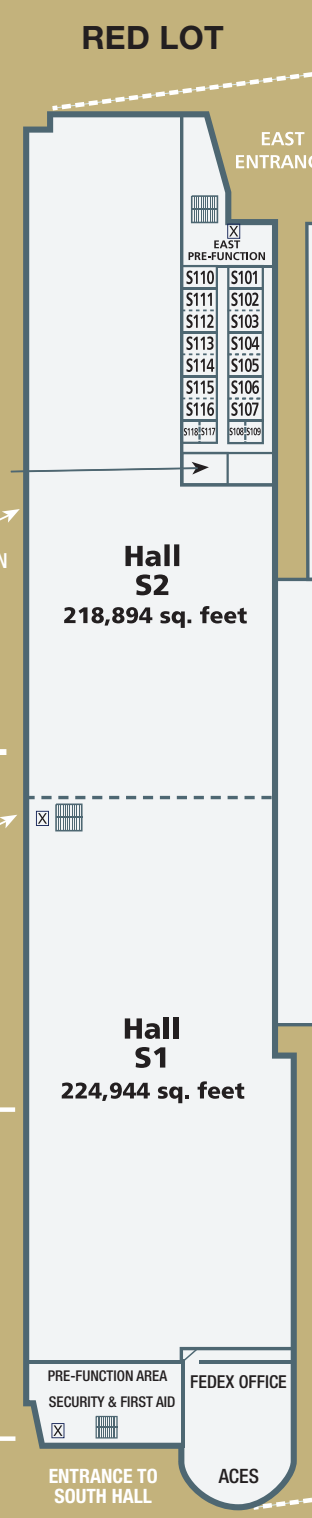 RED LOT
EAST
EAST
PRE-FUNCTION
S110 S101
S111 S102
S112 S103
S113 S104
S114 S105
S115 S106
S116 S107
S118 S117 S108 S109
Hall
S2
218,894 sq. feet
Hall
S1
224,944 sq. feet
PRE-FUNCTION AREA
SECURITY & FIRST AID
FEDEX OFFICE
ACES
ENTRANCE TO
SOUTH HALL